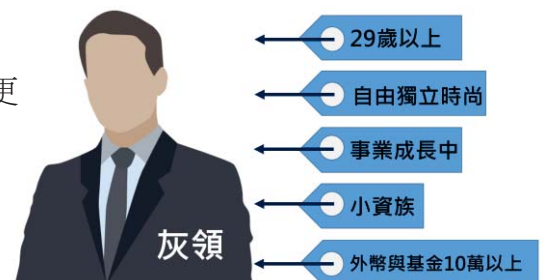 29歲以上
更
自由獨立時尚
事業成長中
小資族
灰領
外幣與基金10萬以上